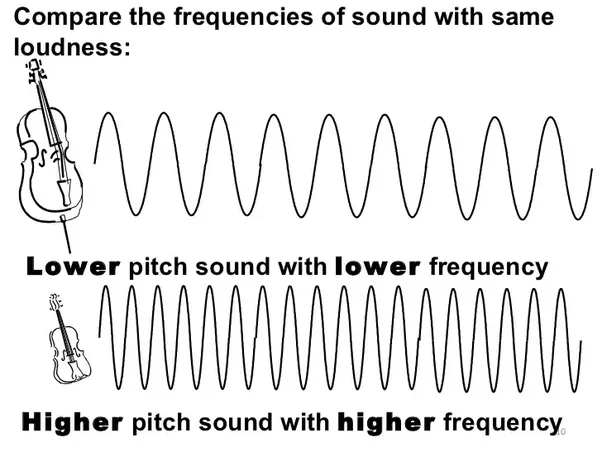 Compare the frequencies of sound with same
loudness:
Lower pitch sound with lower frequency
Higher pitch sound with higher frequency